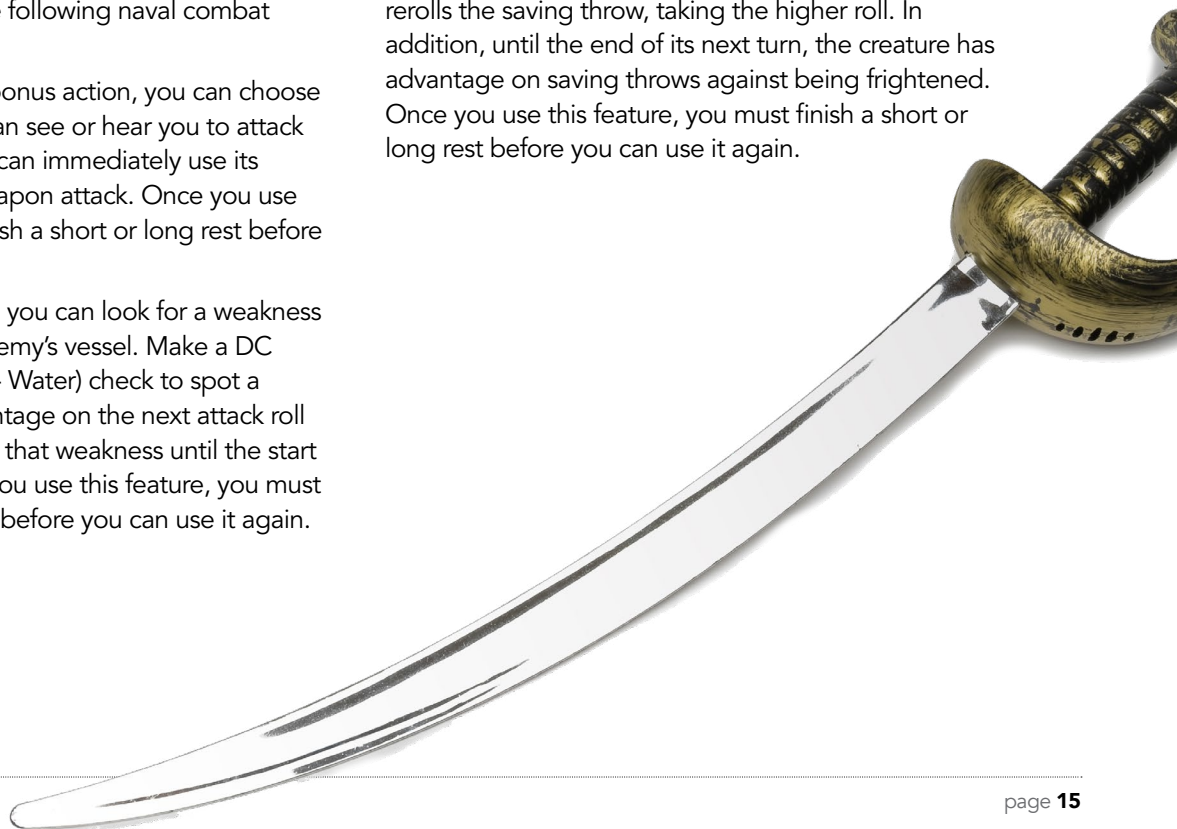 e following naval combat
onus action, you can choose
an see or hear you to attack
can immediately use its
apon attack. Once you use
sh a short or long rest before
you can look for a weakness
emy’s vessel. Make a DC
Water) check to spot a
ntage on the next attack roll
that weakness until the start
ou use this feature, you must
before you can use it again.
rerolls the saving throw, taking the higher roll. In
addition, until the end of its next turn, the creature has
advantage on saving throws against being frightened.
Once you use this feature, you must finish a short or
long rest before you can use it again.
page 15